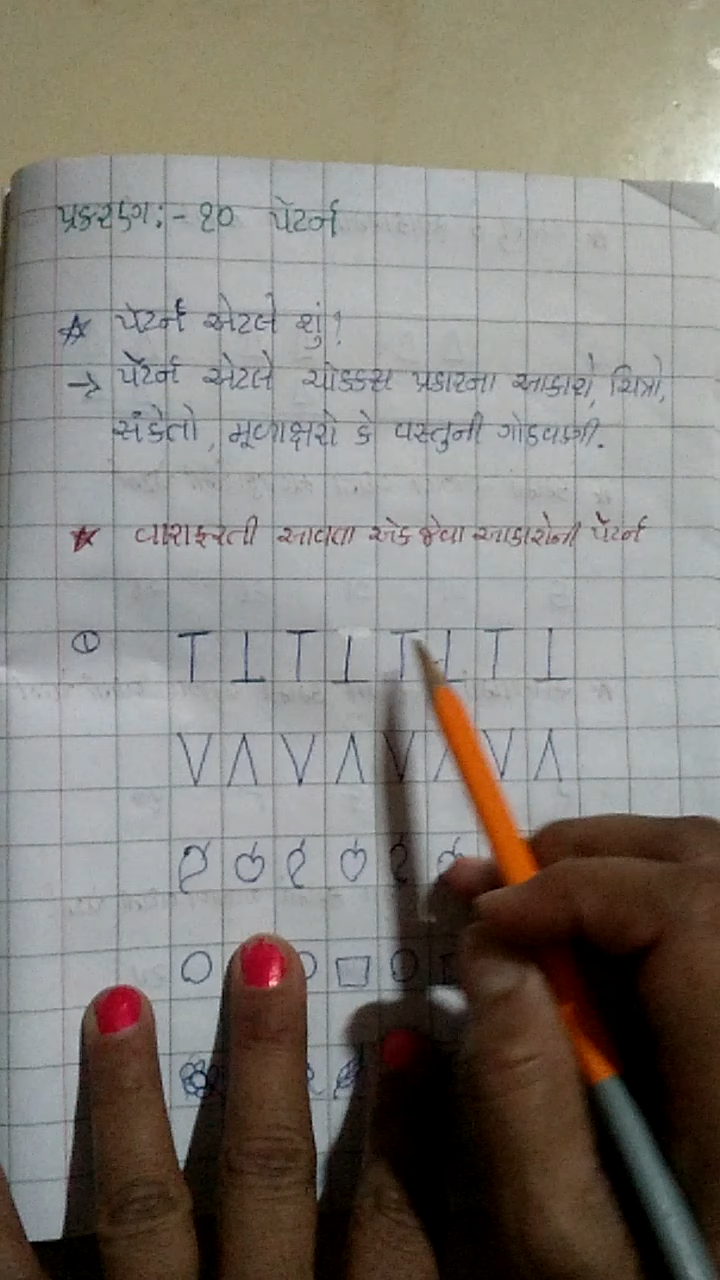 પ્રકરણ:- ૧૦ પેટર્ન
પેટર્ન એટલે શું?
→ પેંટર્ન એટલે ચોક્કસ પ્રકારના આકારો, ચિત્રો,
સંકેતો, મૂળાક્ષરો કે વસ્તુની ગોઠવણી.
વારાફરતી આવતા એક જેવા આકારોની પેંટર્ન
①